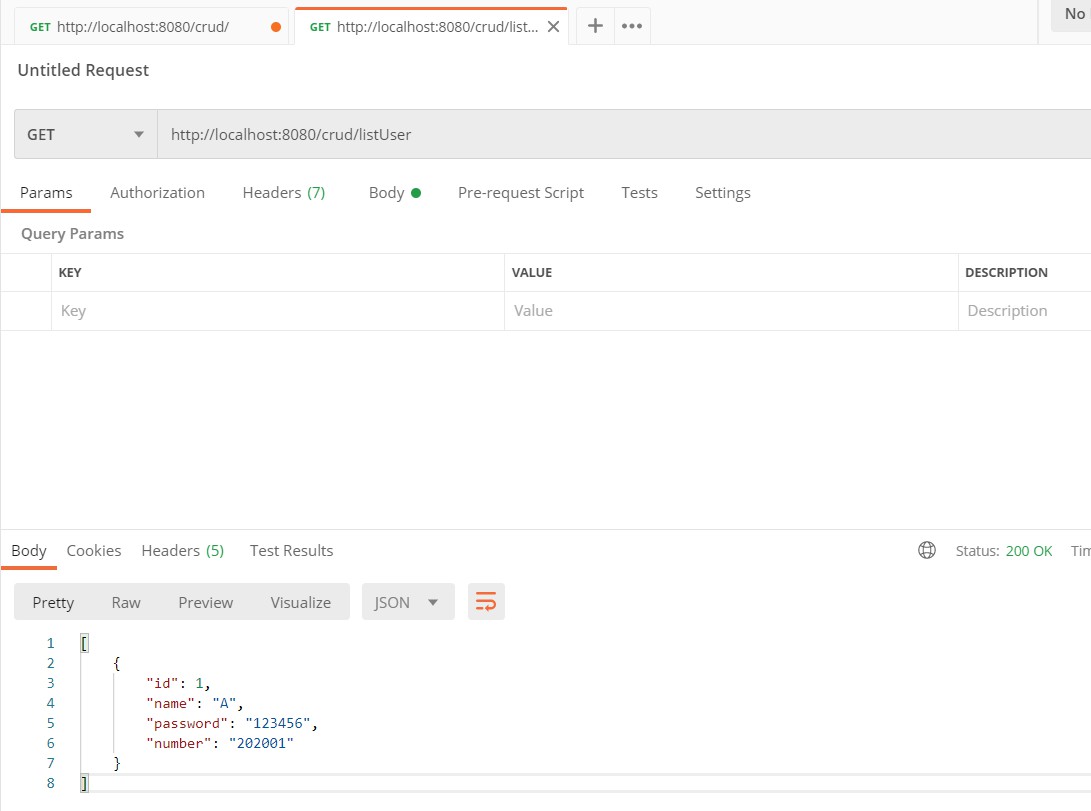 GET http://localhost:8080/crud/
GET http://localhost:8080/crud/list...
No
Untitled Request
GET http://localhost:8080/crud/listUser
Params Authorization Headers (7) Body Pre-request Script Tests Settings
Query Params
KEY VALUE DESCRIPTION
Key Value Description
Body Cookies Headers (5) Test Results Status: 200 OK
Pretty Raw Preview Visualize JSON
1 [
2 {
3 "id": 1,
4 "name": "A",
5 "password": "123456",
6 "number": "202001"
7 }
8 ]